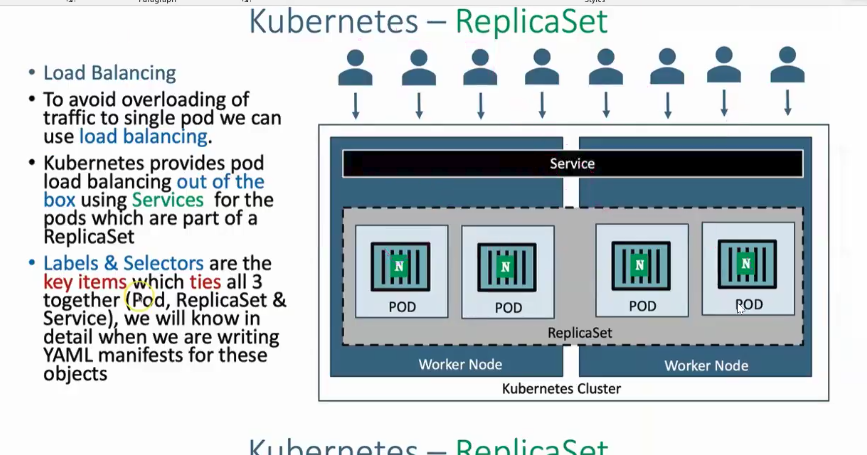 Kubernetes – ReplicaSet
• Load Balancing
• To avoid overloading of
traffic to single pod we can
use load balancing.
• Kubernetes provides pod
load balancing out of the
box using Services for the
pods which are part of a
ReplicaSet
• Labels & Selectors are the
key items which ties all 3
together (Pod, ReplicaSet &
Service), we will know in
detail when we are writing
YAML manifests for these
objects
Service
N
N
N
N
POD
POD
POD
POD
ReplicaSet
Worker Node
Worker Node
Kubernetes Cluster
Kubernetes – ReplicaSet